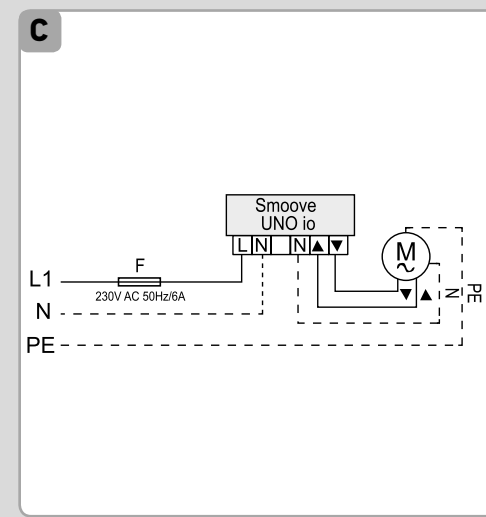 C
Smoove
UNO io
L N N ▲ ▼
M
~
F
L1
230V AC 50Hz/6A
▼ ▲ N PE
N
PE